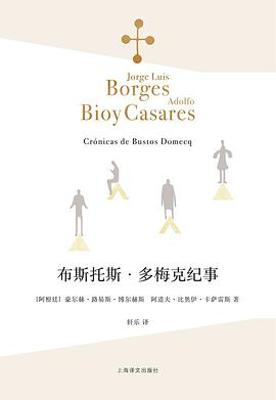 Jorge Luis
Borges
Adolfo
Bioy Casares
Crónicas de Bustos Domecq
布斯托斯·多梅克纪事
[阿根廷] 豪尔赫·路易斯·博尔赫斯 阿道夫·比奥伊·卡萨雷斯 著
轩乐 译
上海译文出版社